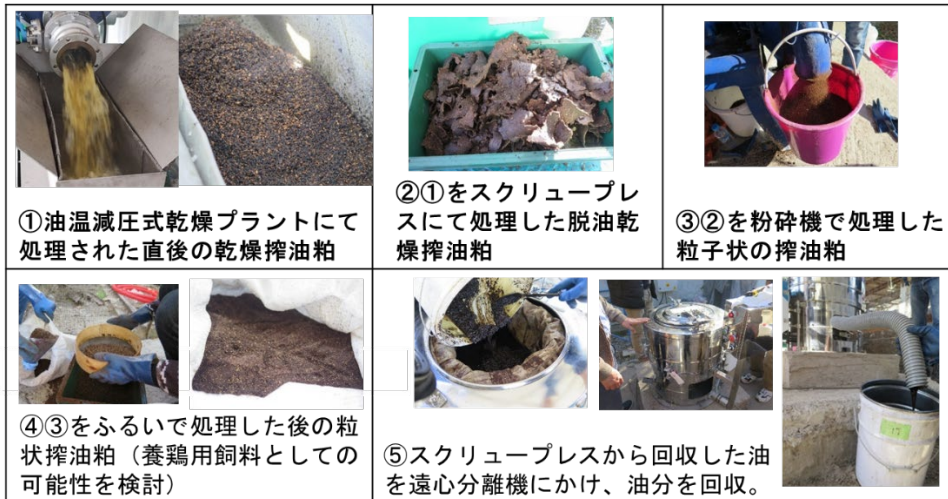 ①油温減圧式乾燥プラントにて
処理された直後の乾燥搾油粕
②①をスクリュープレ
スにて処理した脱油乾
燥搾油粕
③②を粉砕機で処理した
粒子状の搾油粕
④③をふるいで処理した後の粒
状搾油粕（養鶏用飼料としての
可能性を検討）
⑤スクリュープレスから回収した油
を遠心分離機にかけ、油分を回収。